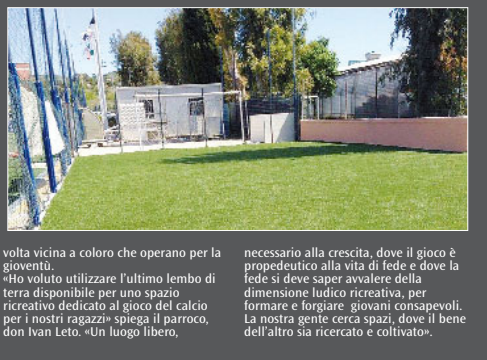 volta vicina a coloro che operano per la
gioventù.
«Ho voluto utilizzare l'ultimo lembo di
terra disponibile per uno spazio
ricreativo dedicato al gioco del calcio
per i nostri ragazzi» spiega il parroco,
don Ivan Leto. «Un luogo libero,
necessario alla crescita, dove il gioco è
propedeutico alla vita di fede e dove la
fede si deve saper avvalere della
dimensione ludico ricreativa, per
formare e forgiare giovani consapevoli.
La nostra gente cerca spazi, dove il bene
dell'altro sia ricercato e coltivato».